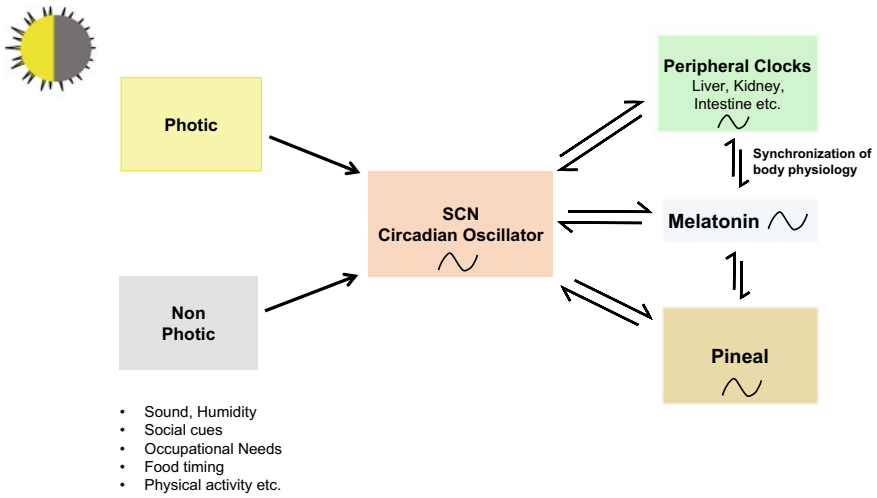 Photic
Non
Photic
• Sound, Humidity
• Social cues
• Occupational Needs
• Food timing
• Physical activity etc.
SCN
Circadian Oscillator
Peripheral Clocks
Liver, Kidney,
Intestine etc.
Synchronization of
body physiology
Melatonin
Pineal